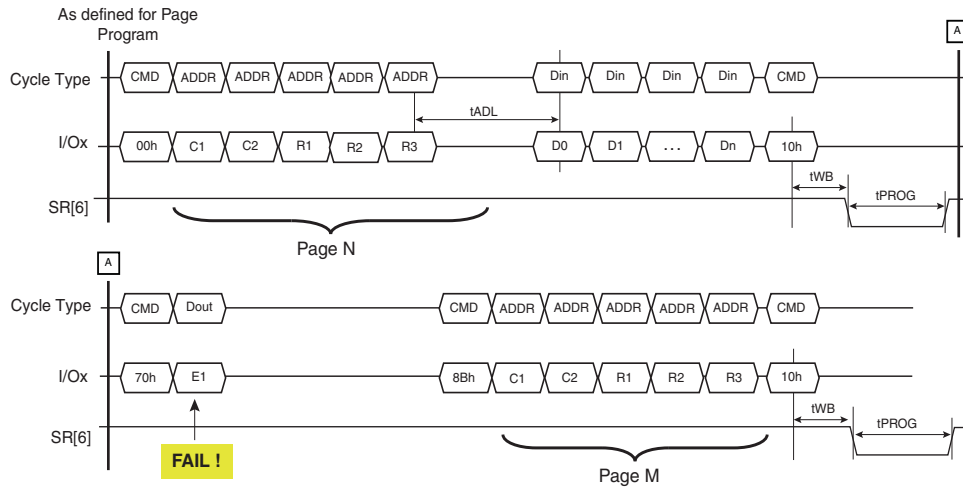 As defined for Page
Program
A
Cycle Type CMD ADDR ADDR ADDR ADDR ADDR Din Din Din Din CMD
tADL
I/Ox 00h C1 C2 R1 R2 R3 D0 D1 . . . Dn 10h
tWB
tPROG
SR[6]
Page N
A
Cycle Type CMD Dout CMD ADDR ADDR ADDR ADDR ADDR CMD
I/Ox 70h E1 8Bh C1 C2 R1 R2 R3 10h
tWB
tPROG
SR[6]
FAIL !
Page M